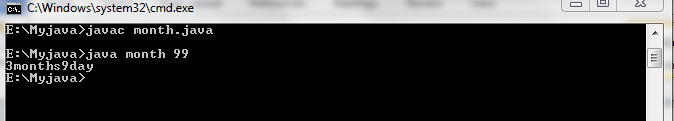 C:\Windows\system32\cmd.exe
E:\Myjava>javac month.java
E:\Myjava>java month 99
3months9day
E:\Myjava>